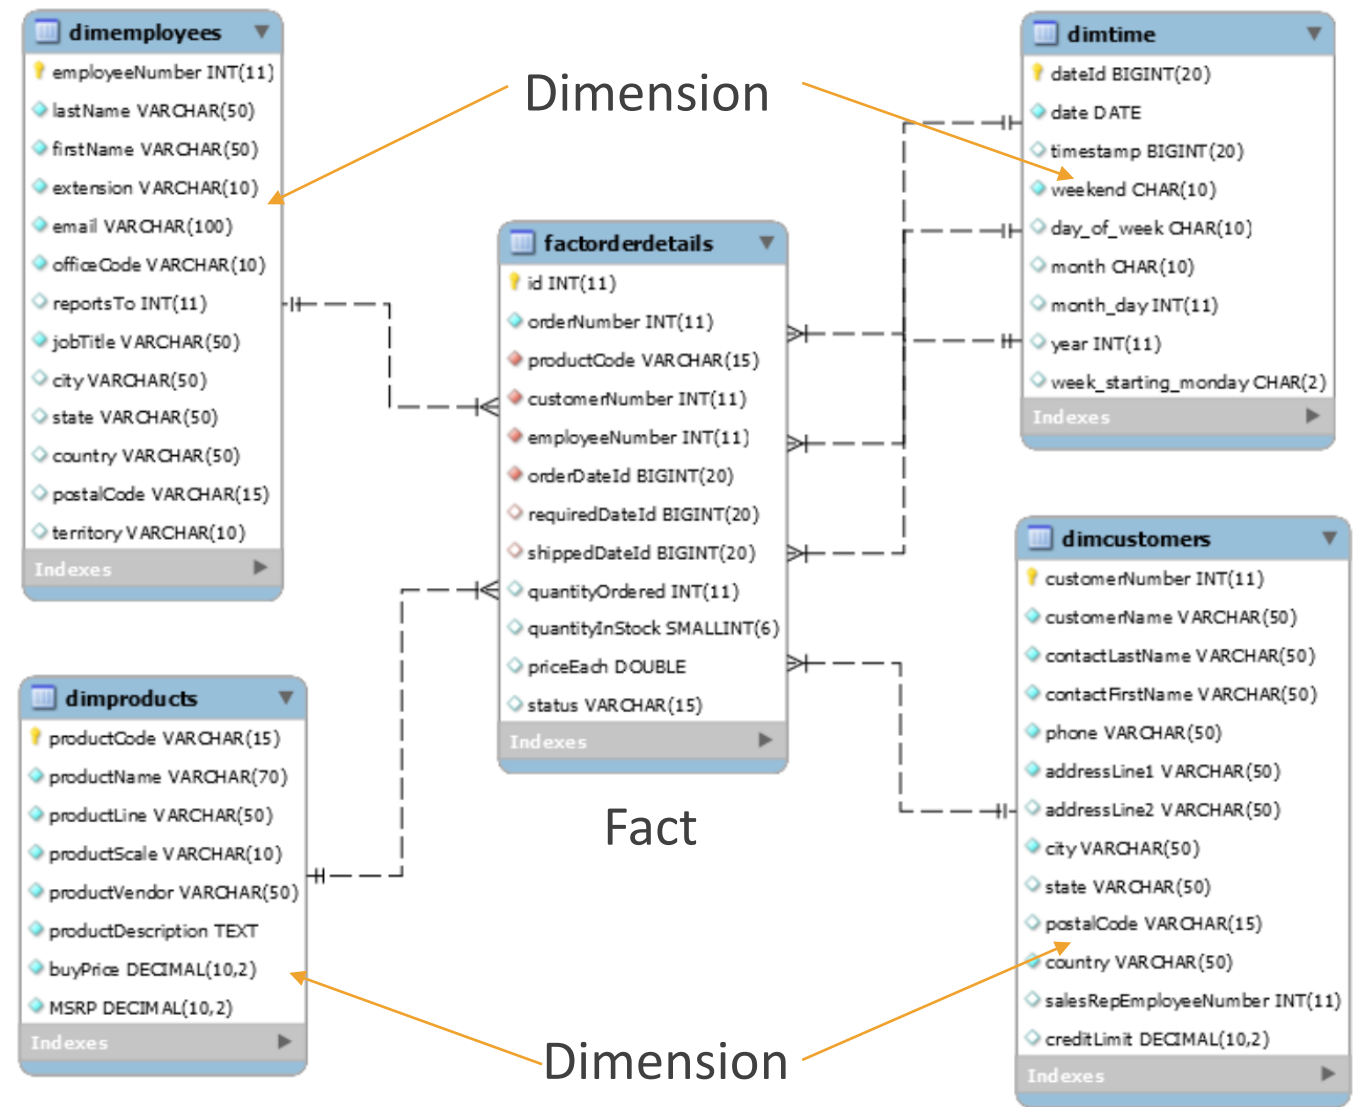 dimemployees
employeeNumber INT(11)
lastName VARCHAR(50)
firstName VARCHAR(50)
extension VARCHAR(10)
email VARCHAR(100)
officeCode VARCHAR(10)
reportsTo INT(11)
jobTitle VARCHAR(50)
city VARCHAR(50)
state VARCHAR(50)
country VARCHAR(50)
postalCode VARCHAR(15)
territory VARCHAR(10)
Indexes
Dimension
dimtime
dateId BIGINT(20)
date DATE
timestamp BIGINT(20)
weekend CHAR(10)
day_of_week CHAR(10)
month CHAR(10)
month_day INT(11)
year INT(11)
week_starting_monday CHAR(2)
Indexes
factorderdetails
id INT(11)
orderNumber INT(11)
productCode VARCHAR(15)
customerNumber INT(11)
employeeNumber INT(11)
orderDateId BIGINT(20)
requiredDateId BIGINT(20)
shippedDateId BIGINT(20)
quantityOrdered INT(11)
quantityInStock SMALLINT(6)
priceEach DOUBLE
status VARCHAR(15)
Indexes
Fact
dimproducts
productCode VARCHAR(15)
productName VARCHAR(70)
productLine VARCHAR(50)
productScale VARCHAR(10)
productVendor VARCHAR(50)
productDescription TEXT
buyPrice DECIMAL(10,2)
MSRP DECIMAL(10,2)
Indexes
dimcustomers
customerNumber INT(11)
customerName VARCHAR(50)
contactLastName VARCHAR(50)
contactFirstName VARCHAR(50)
phone VARCHAR(50)
addressLine1 VARCHAR(50)
addressLine2 VARCHAR(50)
city VARCHAR(50)
state VARCHAR(50)
postalCode VARCHAR(15)
country VARCHAR(50)
salesRepEmployeeNumber INT(11)
creditLimit DECIMAL(10,2)
Indexes
Dimension